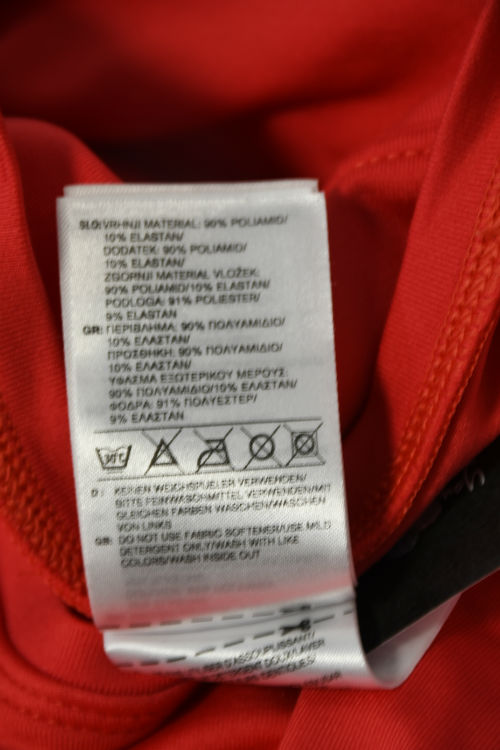 SLO: VRHNJI MATERIAL: 90% POLIAMID/
10% ELASTAN/
DODATEK: 90% POLIAMID/
10% ELASTAN/
ZGORNJI MATERIAL VLOŽEK:
90% POLIAMID/10% ELASTAN/
PODLOGA: 91% POLIESTER/
9% ELASTAN
GR: ΠΕΡΙΒΛΗΜΑ: 90% ΠΟΛΥΑΜΙΔΙΟ/
10% ΕΛΑΣΤΑΝ/
ΠΡΟΣΘΗΚΗ: 90% ΠΟΛΥΑΜΙΔΙΟ/
10% ΕΛΑΣΤΑΝ/
ΥΦΑΣΜΑ ΕΞΩΤΕΡΙΚΟΥ ΜΕΡΟΥΣ:
90% ΠΟΛΥΑΜΙΔΙΟ/10% ΕΛΑΣΤΑΝ/
ΦΟΔΡΑ: 91% ΠΟΛΥΕΣΤΕΡ/
9% ΕΛΑΣΤΑΝ
30°C
D: KEINEN WEICHSPUELER VERWENDEN/
BITTE FEINWASCHMITTEL VERWENDEN/MIT
GLEICHEN FARBEN WASCHEN/WASCHEN
VON LINKS
GB: DO NOT USE FABRIC SOFTENER/USE MILD
DETERGENT ONLY/WASH WITH LIKE
COLORS/WASH INSIDE OUT
D'ASSOUPLISSANT/
DOUX/LAVER